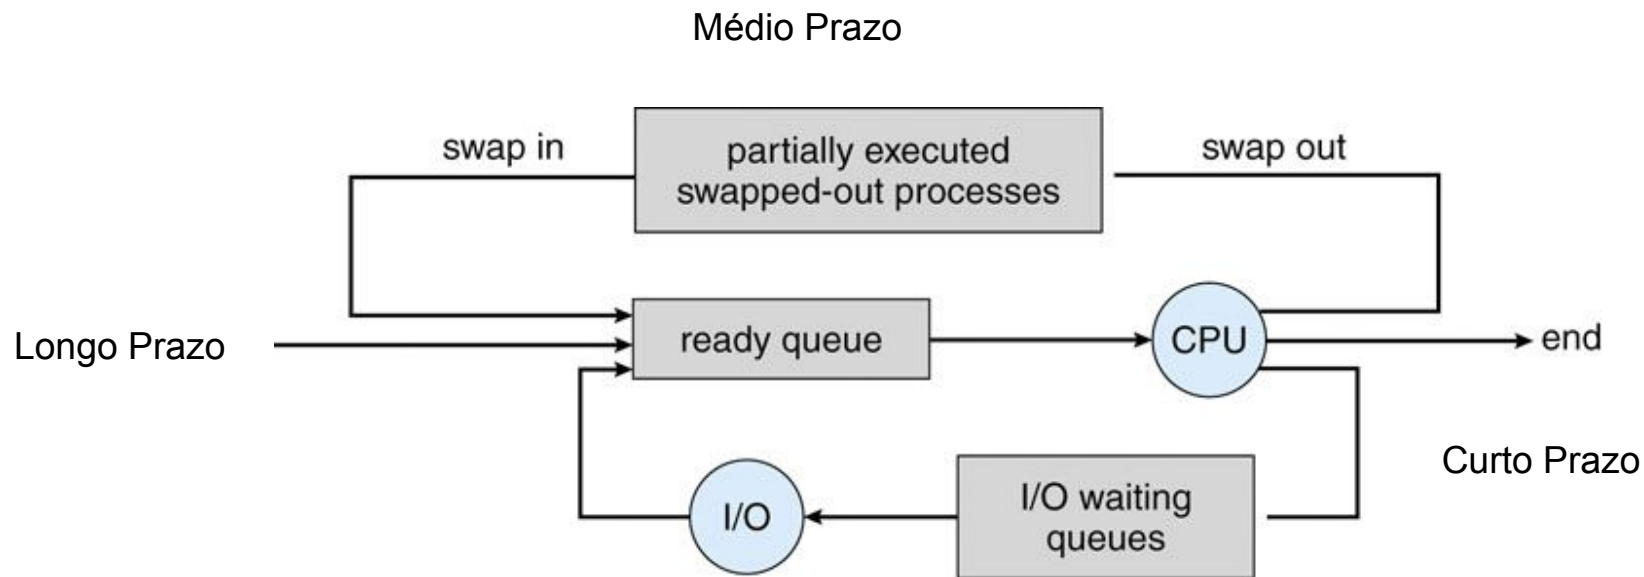 Médio Prazo
swap in
partially executed
swapped-out processes
swap out
Longo Prazo
ready queue
CPU
end
Curto Prazo
I/O
I/O waiting
queues